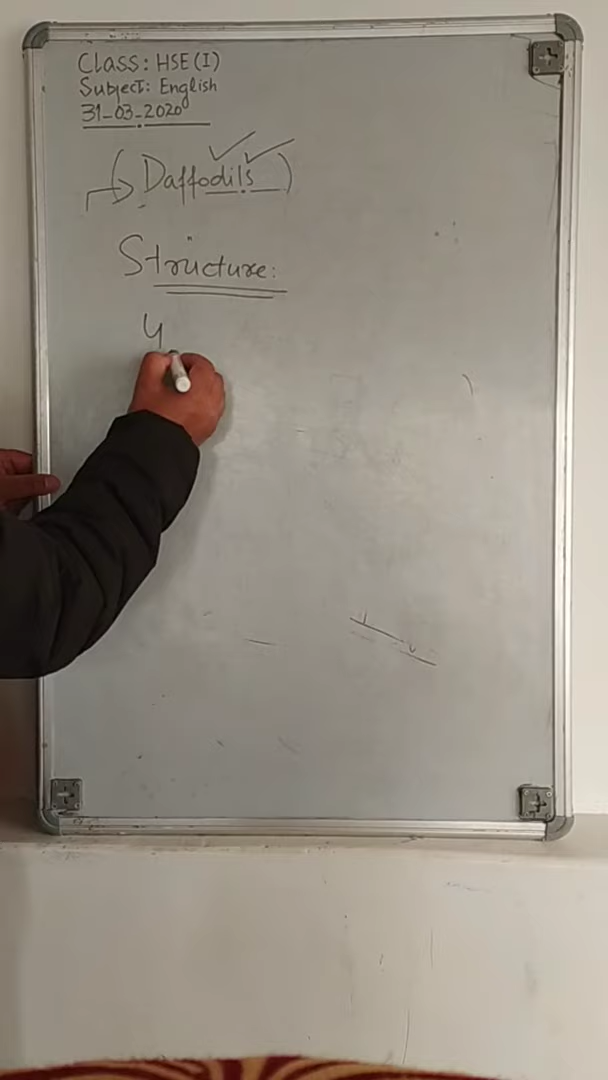 Class: HSE(I)
Subject: English
31-03-2020
(Daffodils)
Structure:
4